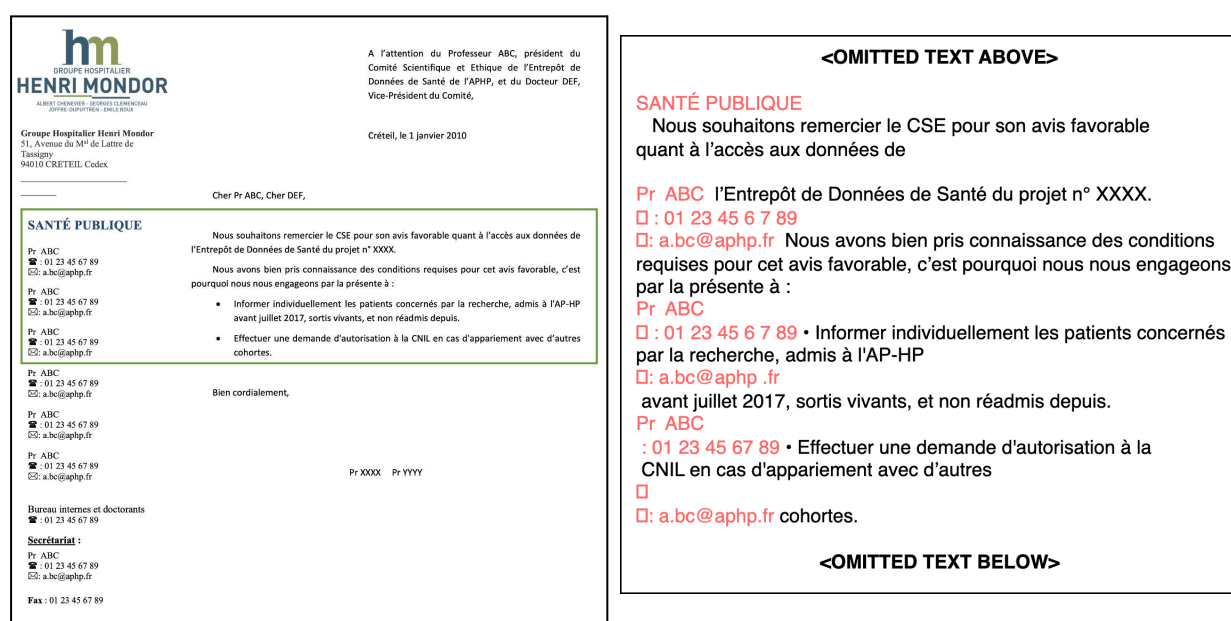 hm
GROUPE HOSPITALIER
HENRI MONDOR
ALBERT CHENEVIER - GEORGES CLEMENCEAU
JOFFRE-DUPUYTREN - EMILE ROUX
Groupe Hospitalier Henri Mondor
51, Avenue du Mal de Lattre de
Tassigny
94010 CRETEIL Cedex
A l'attention du Professeur ABC, président du
Comité Scientifique et Ethique de l'Entrepôt de
Données de Santé de l'APHP, et du Docteur DEF,
Vice-Président du Comité,
Créteil, le 1 janvier 2010
Cher Pr ABC, Cher DEF,
SANTÉ PUBLIQUE
Pr ABC
☎ : 01 23 45 67 89
✉: a.bc@aphp.fr
Pr ABC
☎ : 01 23 45 67 89
✉: a.bc@aphp.fr
Pr ABC
☎ : 01 23 45 67 89
✉: a.bc@aphp.fr
Pr ABC
☎ : 01 23 45 67 89
✉: a.bc@aphp.fr
Pr ABC
☎ : 01 23 45 67 89
✉: a.bc@aphp.fr
Pr ABC
☎ : 01 23 45 67 89
✉: a.bc@aphp.fr
Bureau internes et doctorants
☎ : 01 23 45 67 89
Secrétariat :
Pr ABC
☎ : 01 23 45 67 89
✉: a.bc@aphp.fr
Fax : 01 23 45 67 89
Nous souhaitons remercier le CSE pour son avis favorable quant à l'accès aux données de
l'Entrepôt de Données de Santé du projet n° XXXX.
Nous avons bien pris connaissance des conditions requises pour cet avis favorable, c'est
pourquoi nous nous engageons par la présente à :
• Informer individuellement les patients concernés par la recherche, admis à l'AP-HP
avant juillet 2017, sortis vivants, et non réadmis depuis.
• Effectuer une demande d'autorisation à la CNIL en cas d'appariement avec d'autres
cohortes.
Bien cordialement,
Pr XXXX Pr YYYY
<OMITTED TEXT ABOVE>
SANTÉ PUBLIQUE
Nous souhaitons remercier le CSE pour son avis favorable
quant à l'accès aux données de
Pr ABC l'Entrepôt de Données de Santé du projet n° XXXX.
□ : 01 23 45 6 7 89
□: a.bc@aphp.fr Nous avons bien pris connaissance des conditions
requises pour cet avis favorable, c'est pourquoi nous nous engageons
par la présente à :
Pr ABC
□ : 01 23 45 6 7 89 • Informer individuellement les patients concernés
par la recherche, admis à l'AP-HP
□: a.bc@aphp .fr
avant juillet 2017, sortis vivants, et non réadmis depuis.
Pr ABC
: 01 23 45 67 89 • Effectuer une demande d'autorisation à la
CNIL en cas d'appariement avec d'autres
□
□: a.bc@aphp.fr cohortes.
<OMITTED TEXT BELOW>